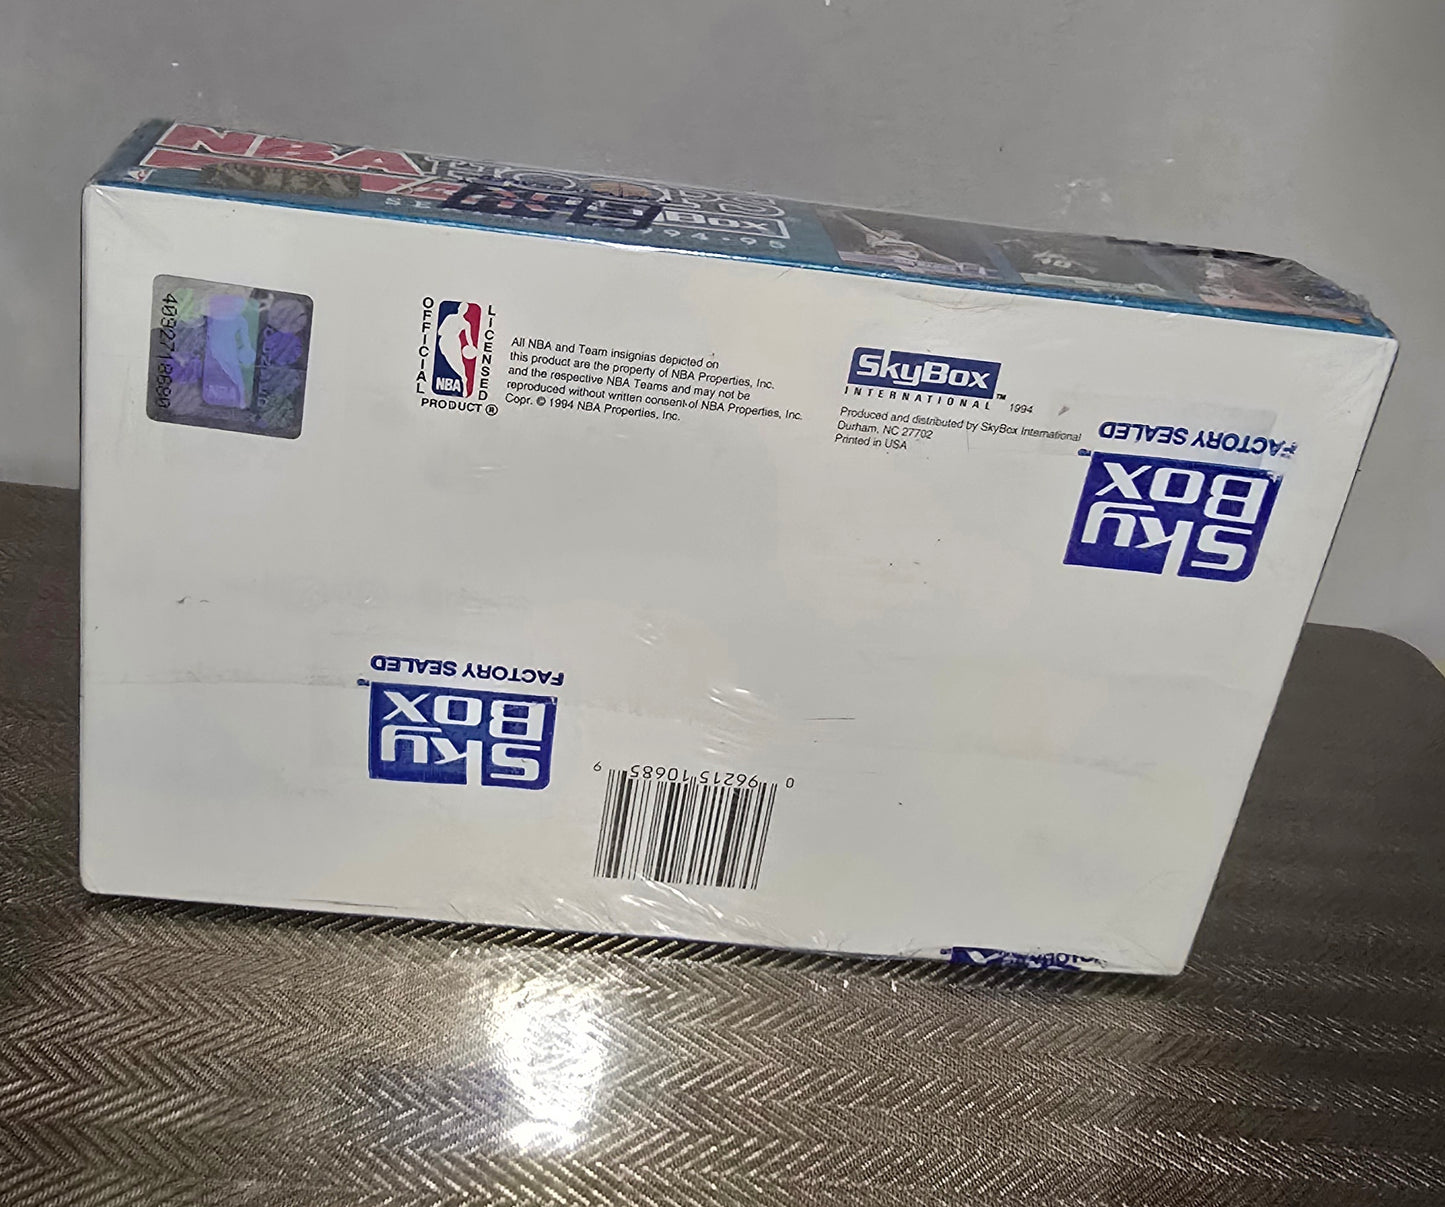 NBA
HOOPS
SkyBox
94-95
4092718690
OFFICIAL
LICENSED
NBA
PRODUCT ®
All NBA and Team insignias depicted on
this product are the property of NBA Properties, Inc.
and the respective NBA Teams and may not be
reproduced without written consent of NBA Properties, Inc.
Copr. © 1994 NBA Properties, Inc.
SkyBox™
INTERNATIONAL 1994
Produced and distributed by SkyBox International
Durham, NC 27702
Printed in USA
SKY
BOX
FACTORY SEALED
SKY
BOX
FACTORY SEALED
0 96215 10685 9